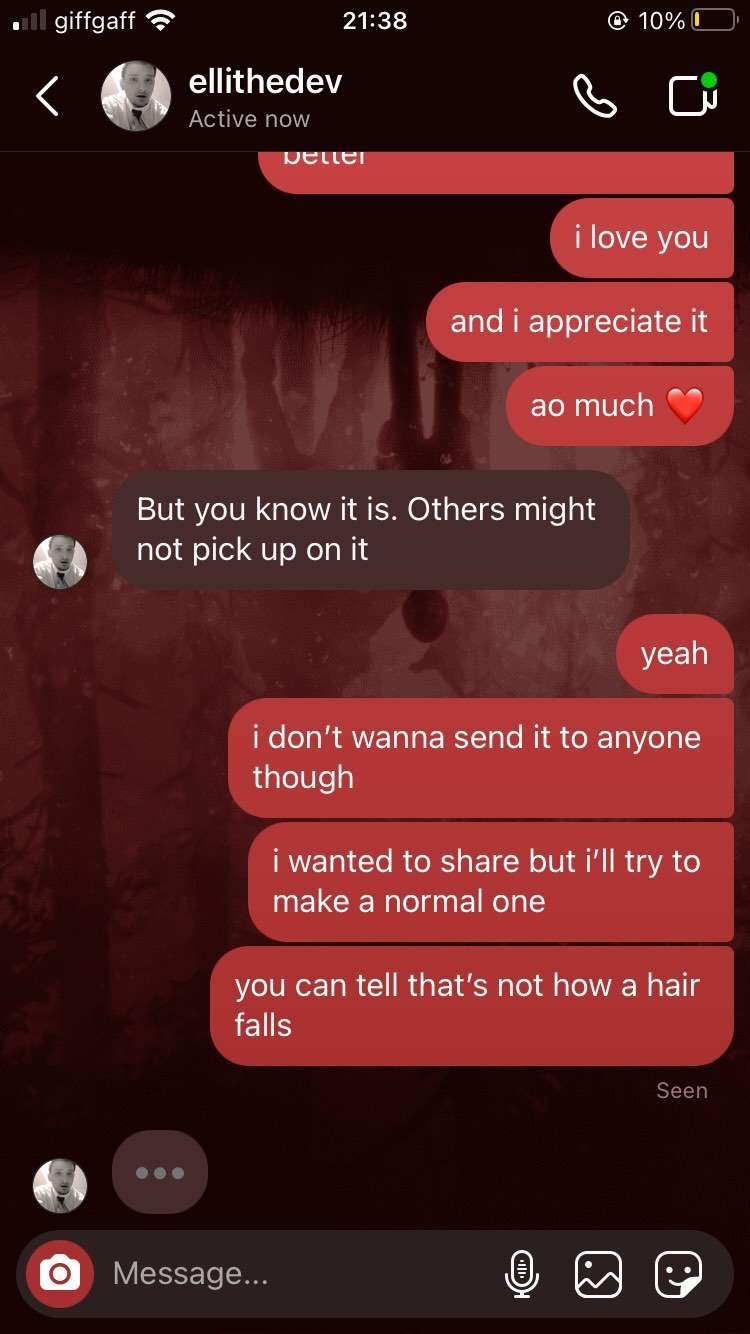 giffgaff 21:38 10%
ellithedev
Active now
better
i love you
and i appreciate it
ao much ❤️
But you know it is. Others might
not pick up on it
yeah
i don’t wanna send it to anyone
though
i wanted to share but i’ll try to
make a normal one
you can tell that’s not how a hair
falls
Seen
Message...